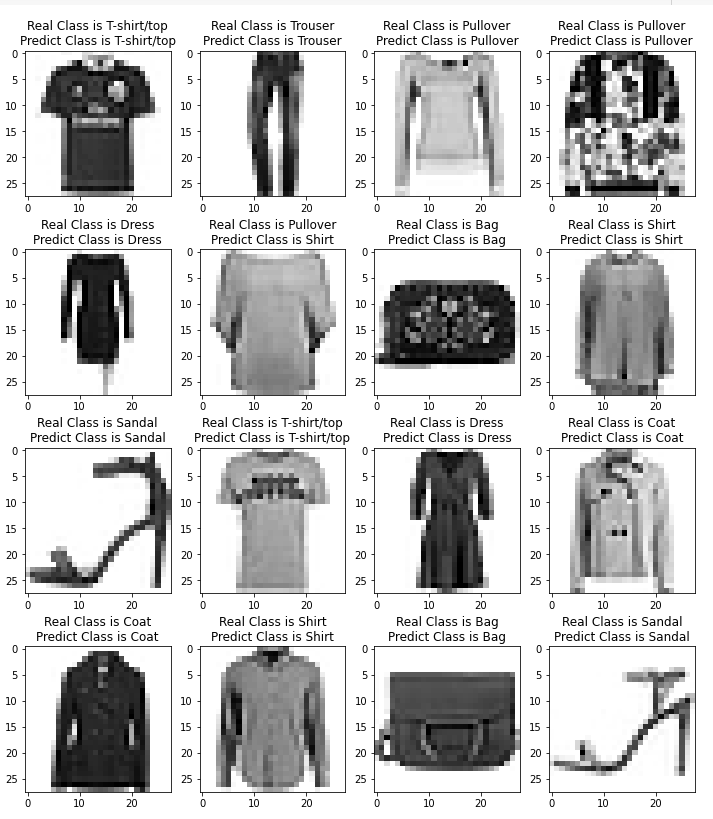 Real Class is T-shirt/top
Predict Class is T-shirt/top
Real Class is Trouser
Predict Class is Trouser
Real Class is Pullover
Predict Class is Pullover
Real Class is Pullover
Predict Class is Pullover
0
5
10
15
20
25
0 10 20
0
5
10
15
20
25
0 10 20
0
5
10
15
20
25
0 10 20
0
5
10
15
20
25
0 10 20
Real Class is Dress
Predict Class is Dress
Real Class is Pullover
Predict Class is Shirt
Real Class is Bag
Predict Class is Bag
Real Class is Shirt
Predict Class is Shirt
0
5
10
15
20
25
0 10 20
0
5
10
15
20
25
0 10 20
0
5
10
15
20
25
0 10 20
0
5
10
15
20
25
0 10 20
Real Class is Sandal
Predict Class is Sandal
Real Class is T-shirt/top
Predict Class is T-shirt/top
Real Class is Dress
Predict Class is Dress
Real Class is Coat
Predict Class is Coat
0
5
10
15
20
25
0 10 20
0
5
10
15
20
25
0 10 20
0
5
10
15
20
25
0 10 20
0
5
10
15
20
25
0 10 20
Real Class is Coat
Predict Class is Coat
Real Class is Shirt
Predict Class is Shirt
Real Class is Bag
Predict Class is Bag
Real Class is Sandal
Predict Class is Sandal
0
5
10
15
20
25
0 10 20
0
5
10
15
20
25
0 10 20
0
5
10
15
20
25
0 10 20
0
5
10
15
20
25
0 10 20